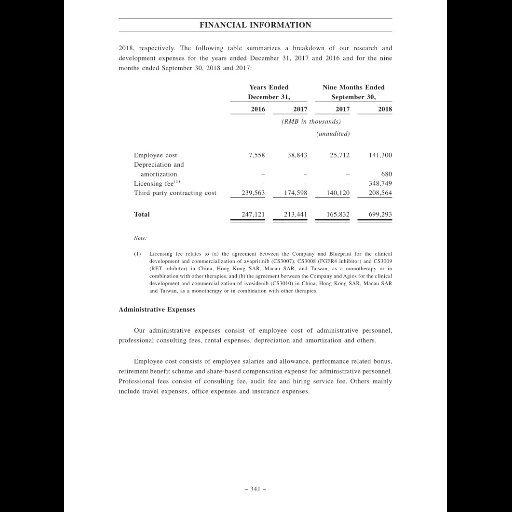 FINANCIAL INFORMATION
2018, respectively. The following table summarizes a breakdown of our research and
development expenses for the years ended December 31, 2017 and 2016 and for the nine
months ended September 30, 2018 and 2017:
Years Ended Nine Months Ended
December 31, September 30,
2016 2017 2017 2018
(RMB in thousands)
(unaudited)
Employee cost 7,558 38,843 25,712 141,300
Depreciation and
amortization – – – 680
Licensing fee(1) 348,749
Third party contracting cost 239,563 174,598 140,120 208,564
Total 247,121 213,441 165,832 699,293
Note:
(1) Licensing fee relates to (a) the agreement between the Company and Blueprint for the clinical
development and commercialization of avapritinib (CS3007), CS3008 (FGFR4 inhibitor) and CS3009
(RET inhibitor) in China, Hong Kong SAR, Macau SAR, and Taiwan, as a monotherapy or in
combination with other therapies, and (b) the agreement between the Company and Agios for the clinical
development and commercialization of ivosidenib (CS3010) in China, Hong Kong SAR, Macau SAR
and Taiwan, as a monotherapy or in combination with other therapies.
Administrative Expenses
Our administrative expenses consist of employee cost of administrative personnel,
professional consulting fees, rental expenses, depreciation and amortization and others.
Employee cost consists of employee salaries and allowance, performance related bonus,
retirement benefit scheme and share-based compensation expense for administrative personnel.
Professional fees consist of consulting fee, audit fee and hiring service fee. Others mainly
include travel expenses, office expenses and insurance expenses.
– 341 –